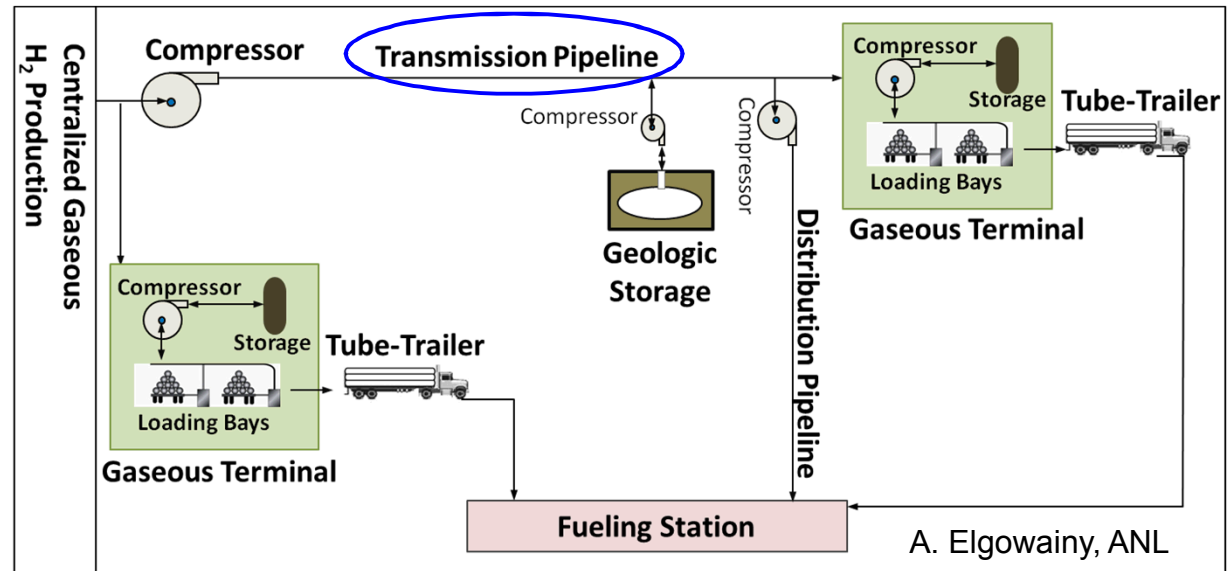 Centralized Gaseous
H₂ Production
Compressor
Transmission Pipeline
Compressor
Compressor
Distribution Pipeline
Geologic
Storage
Compressor
Storage
Loading Bays
Gaseous Terminal
Tube-Trailer
Compressor
Storage
Loading Bays
Gaseous Terminal
Tube-Trailer
Fueling Station
A. Elgowainy, ANL